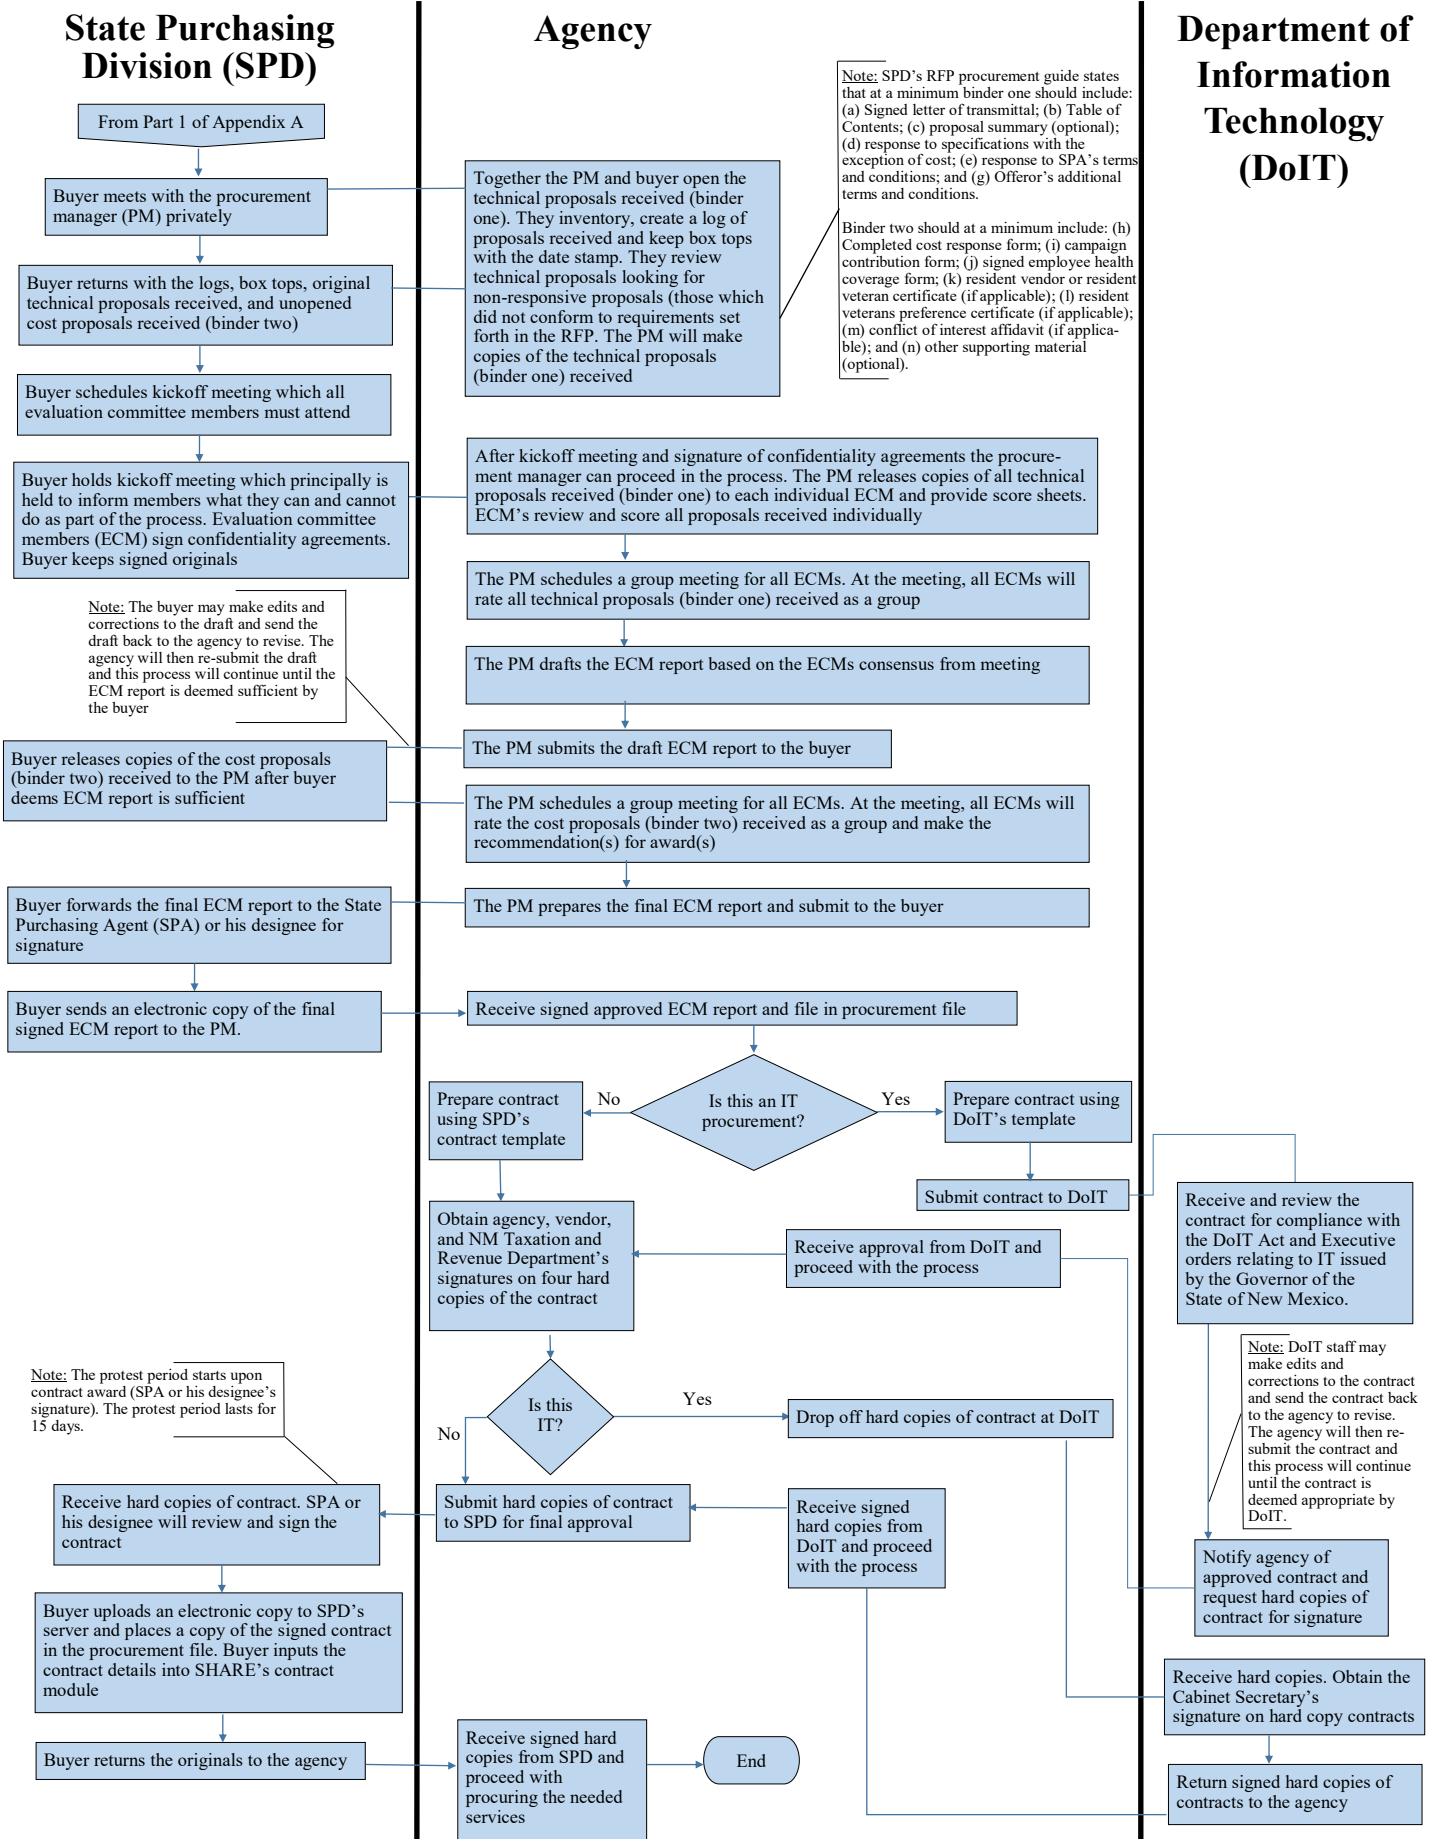 State Purchasing
Division (SPD)
Agency
Department of
Information
Technology
(DoIT)
From Part 1 of Appendix A
Buyer meets with the procurement
manager (PM) privately
Buyer returns with the logs, box tops, original
technical proposals received, and unopened
cost proposals received (binder two)
Buyer schedules kickoff meeting which all
evaluation committee members must attend
Buyer holds kickoff meeting which principally is
held to inform members what they can and cannot
do as part of the process. Evaluation committee
members (ECM) sign confidentiality agreements.
Buyer keeps signed originals
Together the PM and buyer open the
technical proposals received (binder
one). They inventory, create a log of
proposals received and keep box tops
with the date stamp. They review
technical proposals looking for
non-responsive proposals (those which
did not conform to requirements set
forth in the RFP. The PM will make
copies of the technical proposals
(binder one) received
Note: SPD's RFP procurement guide states
that at a minimum binder one should include:
(a) Signed letter of transmittal; (b) Table of
Contents; (c) proposal summary (optional);
(d) response to specifications with the
exception of cost; (e) response to SPA's terms
and conditions; and (g) Offeror's additional
terms and conditions.
Binder two should at a minimum include: (h)
Completed cost response form; (i) campaign
contribution form; (j) signed employee health
coverage form; (k) resident vendor or resident
veteran certificate (if applicable); (l) resident
veterans preference certificate (if applicable);
(m) conflict of interest affidavit (if applica-
ble); and (n) other supporting material
(optional).
After kickoff meeting and signature of confidentiality agreements the procure-
ment manager can proceed in the process. The PM releases copies of all technical
proposals received (binder one) to each individual ECM and provide score sheets.
ECM's review and score all proposals received individually
The PM schedules a group meeting for all ECMs. At the meeting, all ECMs will
rate all technical proposals (binder one) received as a group
Note: The buyer may make edits and
corrections to the draft and send the
draft back to the agency to revise. The
agency will then re-submit the draft
and this process will continue until the
ECM report is deemed sufficient by
the buyer
The PM drafts the ECM report based on the ECMs consensus from meeting
The PM submits the draft ECM report to the buyer
Buyer releases copies of the cost proposals
(binder two) received to the PM after buyer
deems ECM report is sufficient
The PM schedules a group meeting for all ECMs. At the meeting, all ECMs will
rate the cost proposals (binder two) received as a group and make the
recommendation(s) for award(s)
The PM prepares the final ECM report and submit to the buyer
Buyer forwards the final ECM report to the State
Purchasing Agent (SPA) or his designee for
signature
Buyer sends an electronic copy of the final
signed ECM report to the PM.
Receive signed approved ECM report and file in procurement file
Is this an IT
procurement?
No
Yes
Prepare contract
using SPD's
contract template
Prepare contract using
DoIT's template
Submit contract to DoIT
Receive and review the
contract for compliance with
the DoIT Act and Executive
orders relating to IT issued
by the Governor of the
State of New Mexico.
Obtain agency, vendor,
and NM Taxation and
Revenue Department's
signatures on four hard
copies of the contract
Receive approval from DoIT and
proceed with the process
Note: DoIT staff may
make edits and
corrections to the contract
and send the contract back
to the agency to revise.
The agency will then re-
submit the contract and
this process will continue
until the contract is
deemed appropriate by
DoIT.
Note: The protest period starts upon
contract award (SPA or his designee's
signature). The protest period lasts for
15 days.
Is this
IT?
Yes
No
Drop off hard copies of contract at DoIT
Receive hard copies of contract. SPA or
his designee will review and sign the
contract
Submit hard copies of contract
to SPD for final approval
Receive signed
hard copies from
DoIT and proceed
with the process
Notify agency of
approved contract and
request hard copies of
contract for signature
Buyer uploads an electronic copy to SPD's
server and places a copy of the signed contract
in the procurement file. Buyer inputs the
contract details into SHARE's contract
module
Receive hard copies. Obtain the
Cabinet Secretary's
signature on hard copy contracts
Buyer returns the originals to the agency
Receive signed hard
copies from SPD and
proceed with
procuring the needed
services
End
Return signed hard copies of
contracts to the agency